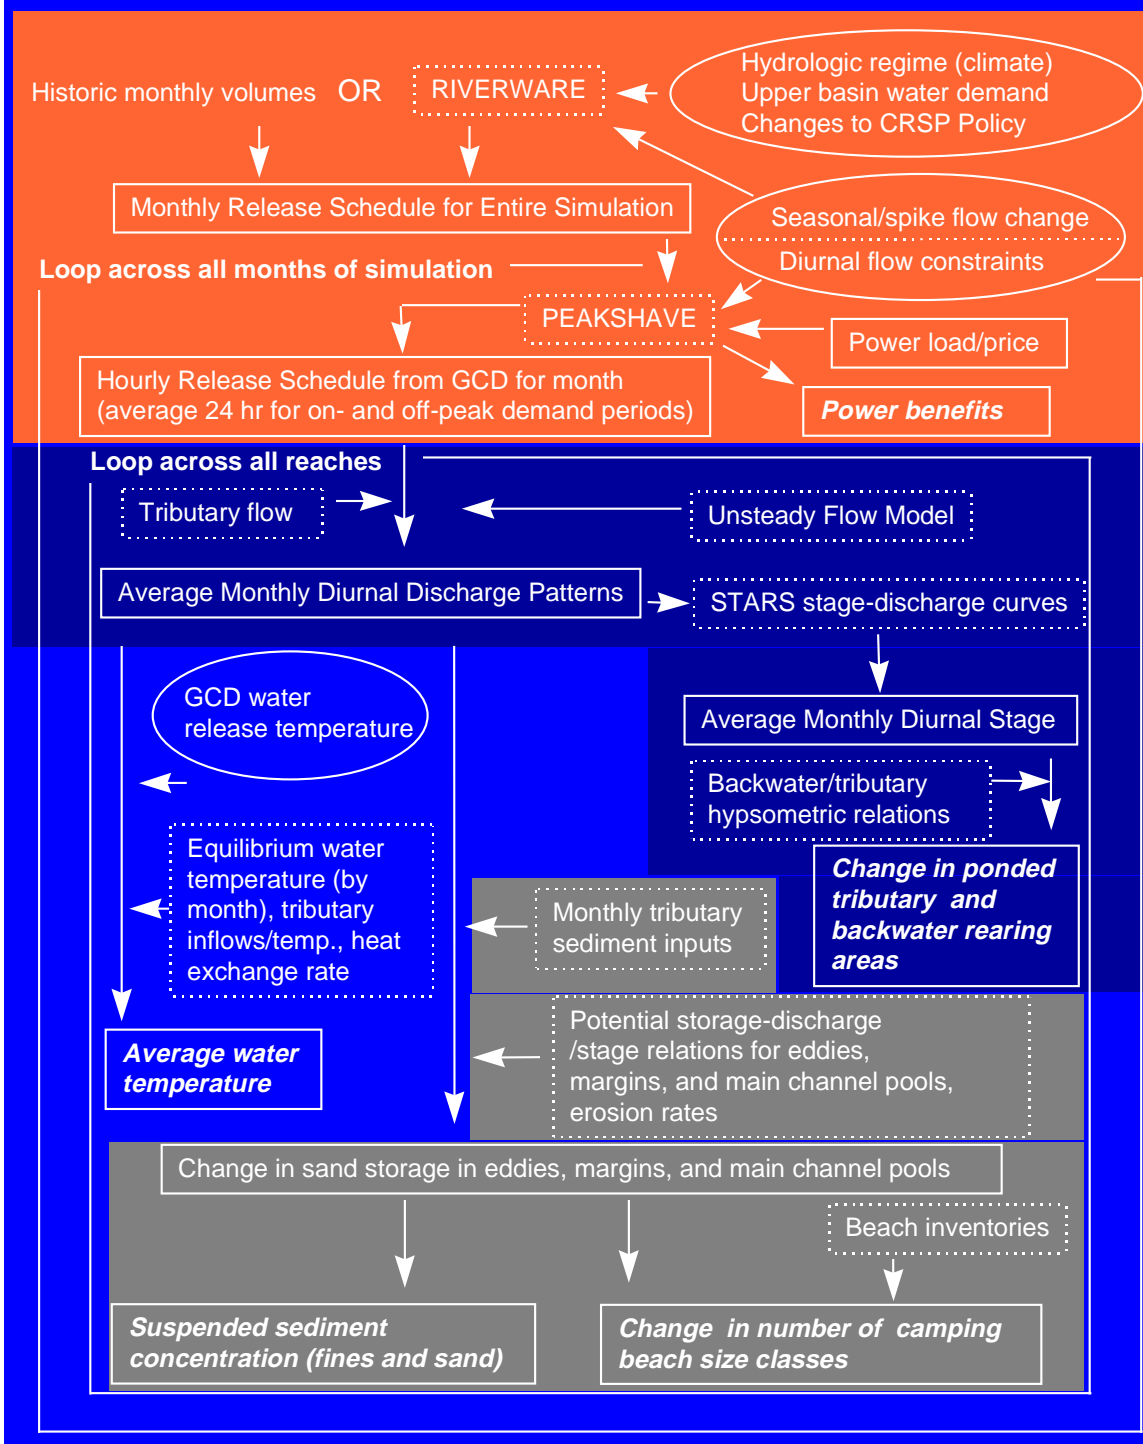 Hydrologic regime (climate)
Upper basin water demand
Changes to CRSP Policy
Historic monthly volumes OR RIVERWARE
Monthly Release Schedule for Entire Simulation
Seasonal/spike flow change
Diurnal flow constraints
Loop across all months of simulation
PEAKSHAVE
Power load/price
Hourly Release Schedule from GCD for month
(average 24 hr for on- and off-peak demand periods)
Power benefits
Loop across all reaches
Tributary flow
Unsteady Flow Model
Average Monthly Diurnal Discharge Patterns
STARS stage-discharge curves
GCD water
release temperature
Average Monthly Diurnal Stage
Backwater/tributary
hypsometric relations
Equilibrium water
temperature (by
month), tributary
inflows/temp., heat
exchange rate
Monthly tributary
sediment inputs
Change in ponded
tributary and
backwater rearing
areas
Average water
temperature
Potential storage-discharge
/stage relations for eddies,
margins, and main channel pools,
erosion rates
Change in sand storage in eddies, margins, and main channel pools
Beach inventories
Suspended sediment
concentration (fines and sand)
Change in number of camping
beach size classes